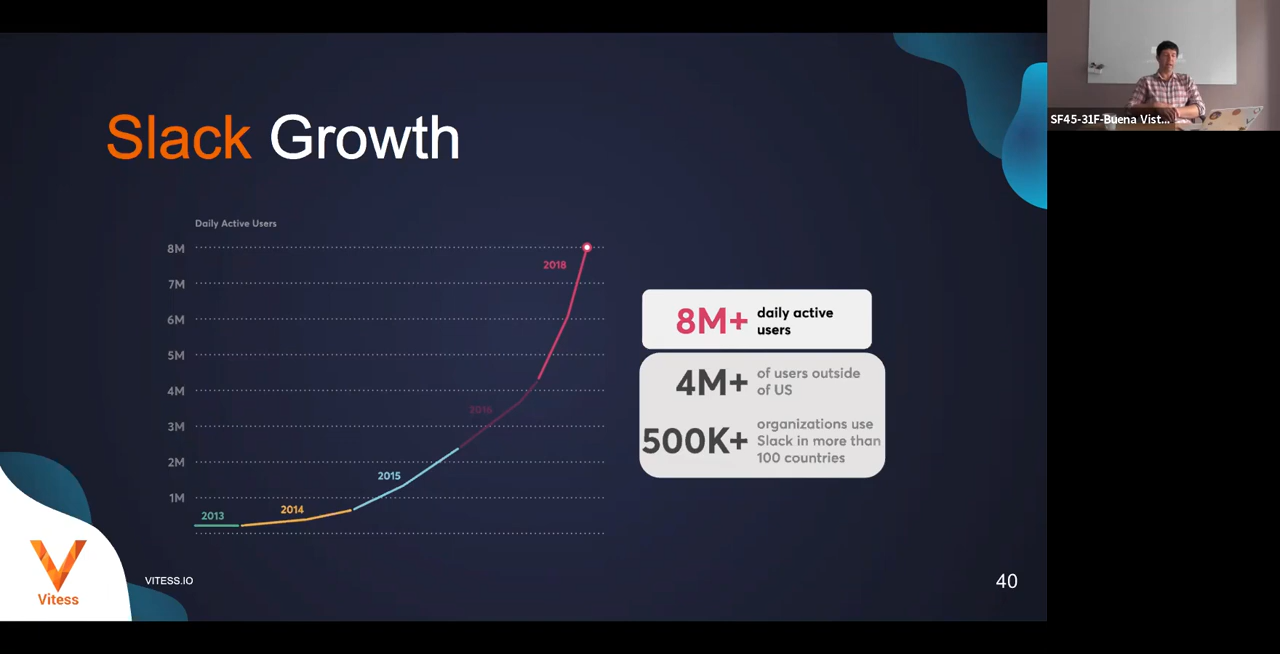 Slack Growth
Daily Active Users
8M
7M
6M
5M
4M
3M
2M
1M
2013
2014
2015
2016
2018
8M+ daily active
users
4M+ of users outside
of US
500K+ organizations use
Slack in more than
100 countries
Vitess
VITESS.IO
40
SF45-31F-Buena Vist...